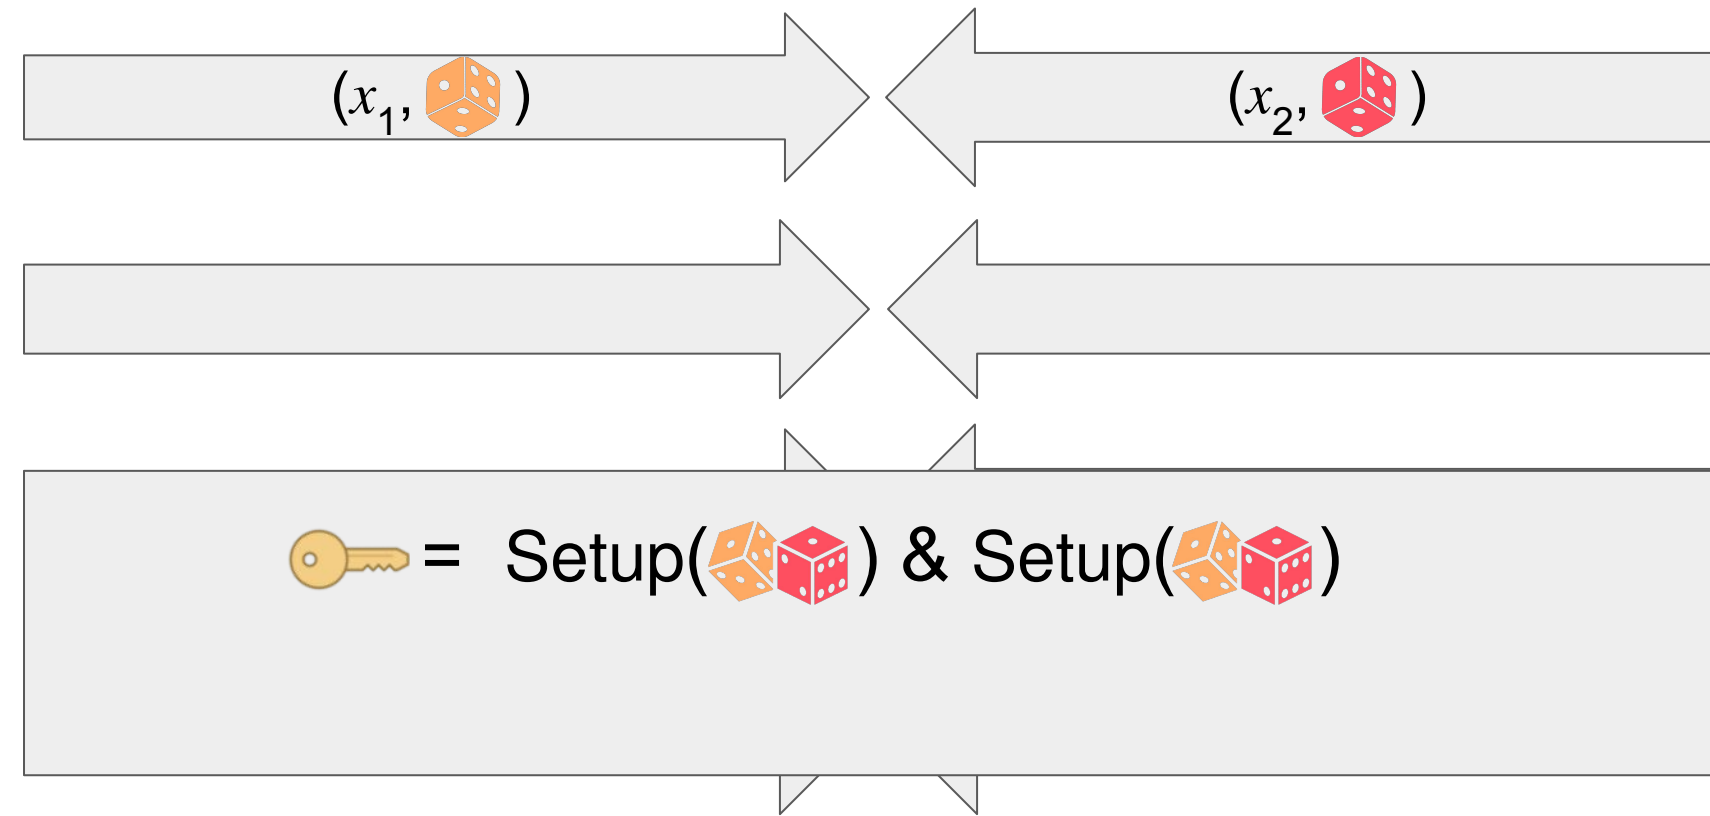 (x₁, )
(x₂, )
= Setup( ) & Setup( )